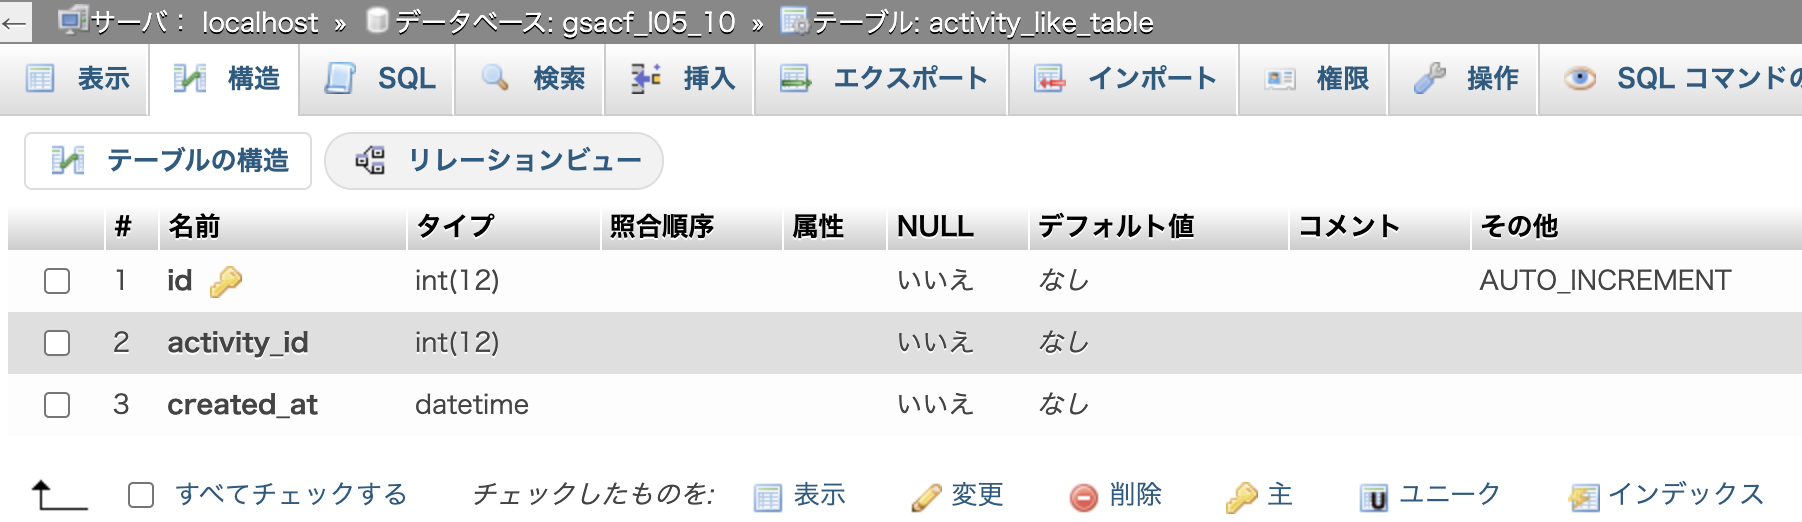 ← サーバ： localhost » データベース: gsacf_l05_10 » テーブル: activity_like_table
表示 構造 SQL 検索 挿入 エクスポート インポート 権限 操作 SQL コマンドの
テーブルの構造 リレーションビュー
# 名前 タイプ 照合順序 属性 NULL デフォルト値 コメント その他
1 id int(12) いいえ なし AUTO_INCREMENT
2 activity_id int(12) いいえ なし
3 created_at datetime いいえ なし
すべてチェックする チェックしたものを: 表示 変更 削除 主 U ユニーク インデックス